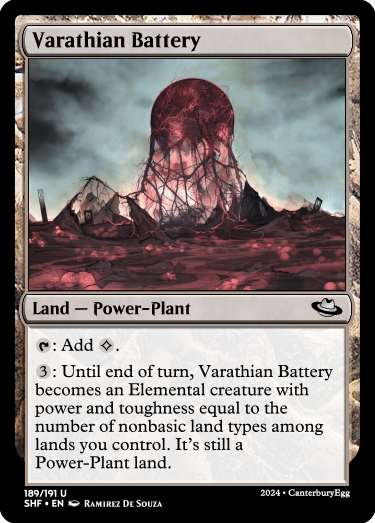 Varathian Battery
Land — Power-Plant
: Add .
3: Until end of turn, Varathian Battery
becomes an Elemental creature with
power and toughness equal to the
number of nonbasic land types among
lands you control. It's still a
Power-Plant land.
189/191 U
SHF • EN Ramirez De Souza
2024 • CanterburyEgg